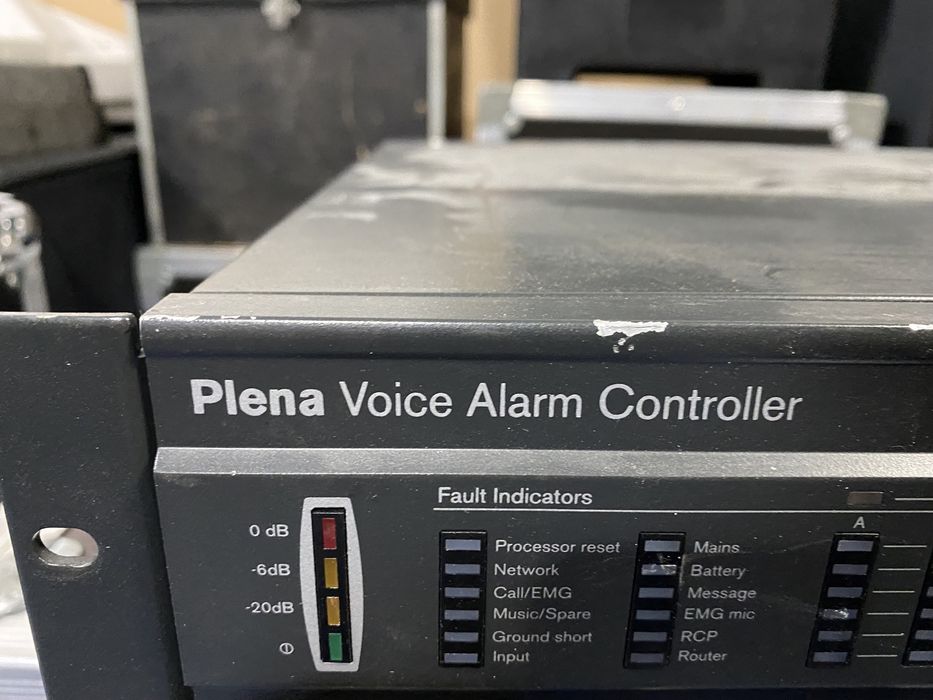 Plena Voice Alarm Controller
Fault Indicators
A
0 dB
-6dB
-20dB
Processor reset
Network
Call/EMG
Music/Spare
Ground short
Input
Mains
Battery
Message
EMG mic
RCP
Router